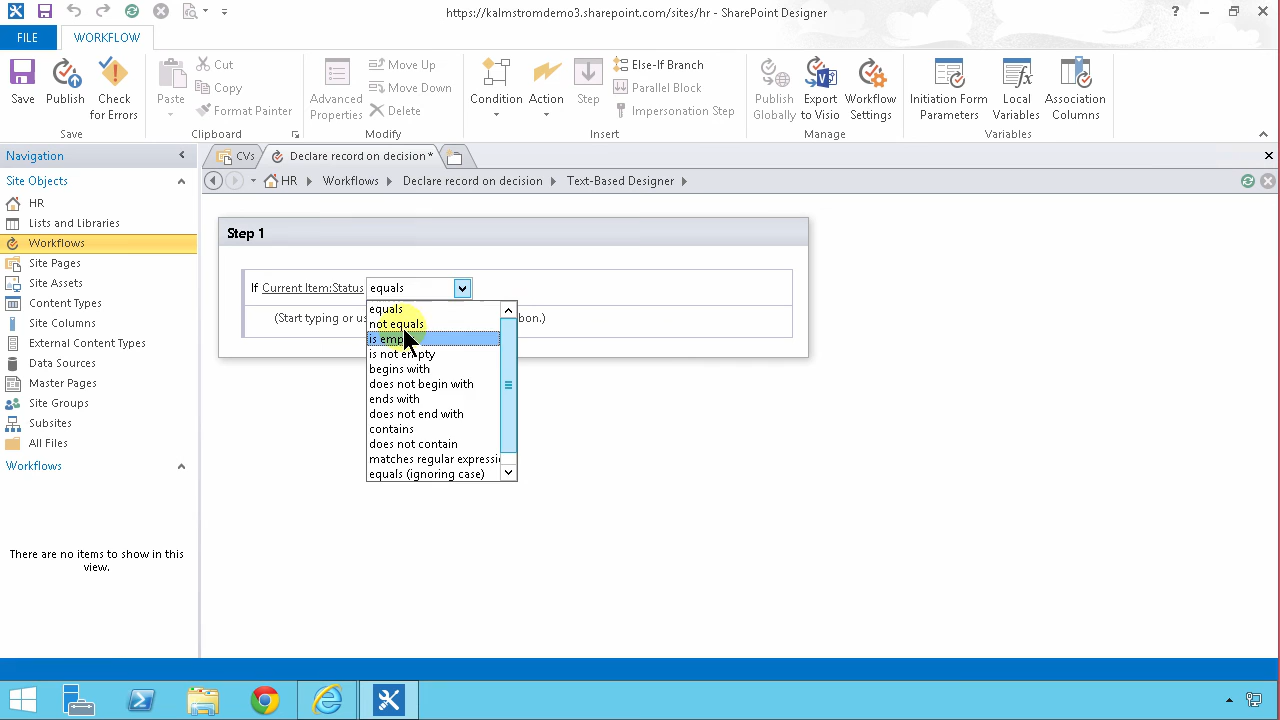 https://kalmstromdemo3.sharepoint.com/sites/hr - SharePoint Designer
?
FILE
WORKFLOW
Save
Publish
Check for Errors
Save
Paste
Cut
Copy
Format Painter
Clipboard
Advanced Properties
Move Up
Move Down
Delete
Modify
Condition
Action
Step
Else-If Branch
Parallel Block
Impersonation Step
Insert
Publish Globally
Export to Visio
Workflow Settings
Manage
Initiation Form Parameters
Local Variables
Association Columns
Variables
Navigation
CVs
Declare record on decision *
HR
Workflows
Declare record on decision
Text-Based Designer
Site Objects
HR
Lists and Libraries
Workflows
Site Pages
Site Assets
Content Types
Site Columns
External Content Types
Data Sources
Master Pages
Site Groups
Subsites
All Files
Workflows
There are no items to show in this
view.
Step 1
If Current Item:Status equals
(Start typing or us
bon.)
equals
not equals
is emp
is not empty
begins with
does not begin with
ends with
does not end with
contains
does not contain
matches regular expressi
equals (ignoring case)